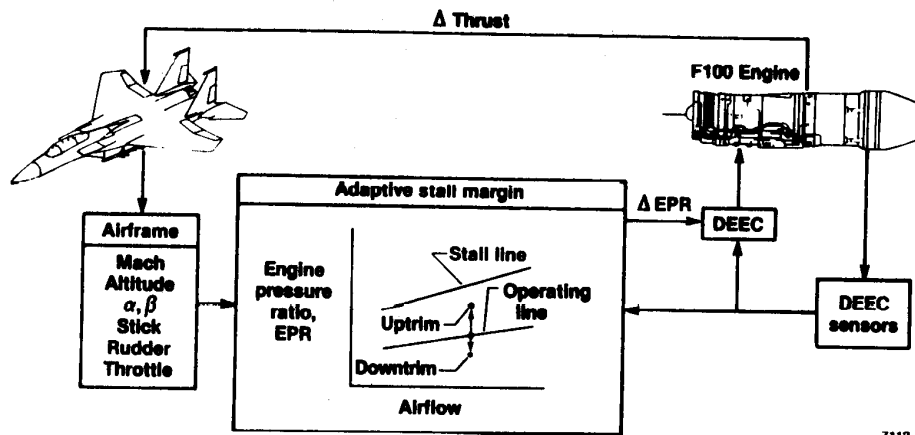 Δ Thrust
F100 Engine
Adaptive stall margin
Δ EPR
DEEC
Airframe
Mach
Altitude
α, β
Stick
Rudder
Throttle
Engine
pressure
ratio,
EPR
Stall line
Operating
line
Uptrim
Downtrim
Airflow
DEEC
sensors